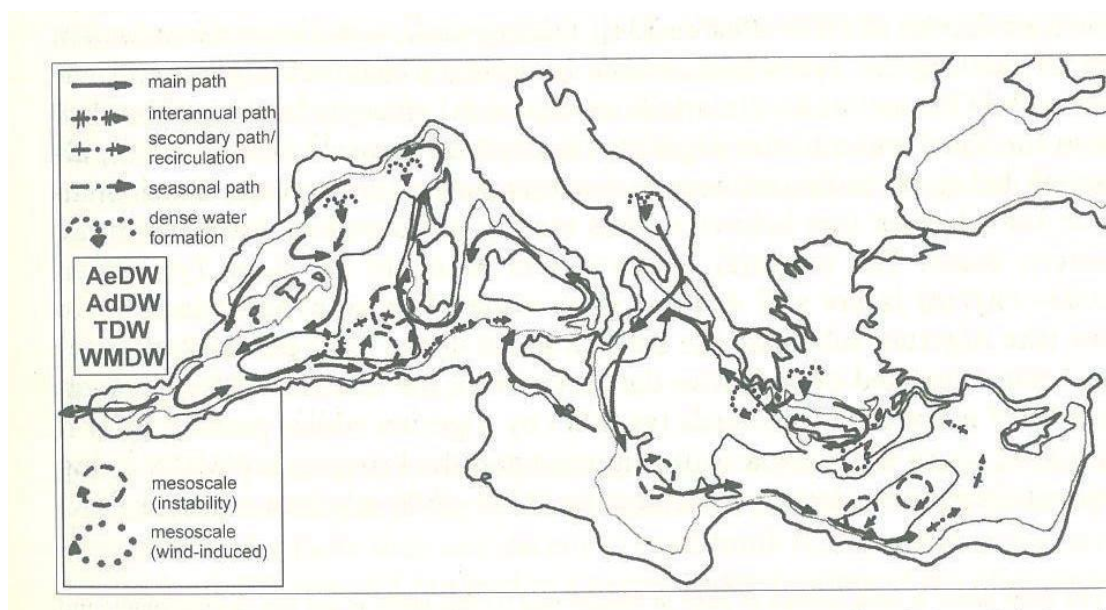 main path
interannual path
secondary path/
recirculation
seasonal path
dense water
formation
AeDW
AdDW
TDW
WMDW
mesoscale
(instability)
mesoscale
(wind-induced)